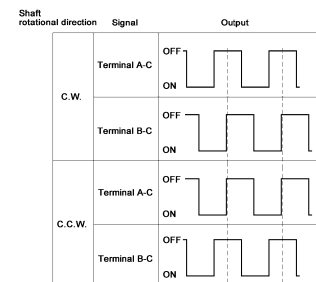 Shaft
rotational direction Signal Output
C.W.
Terminal A-C
OFF
ON
Terminal B-C
OFF
ON
C.C.W.
Terminal A-C
OFF
ON
Terminal B-C
OFF
ON